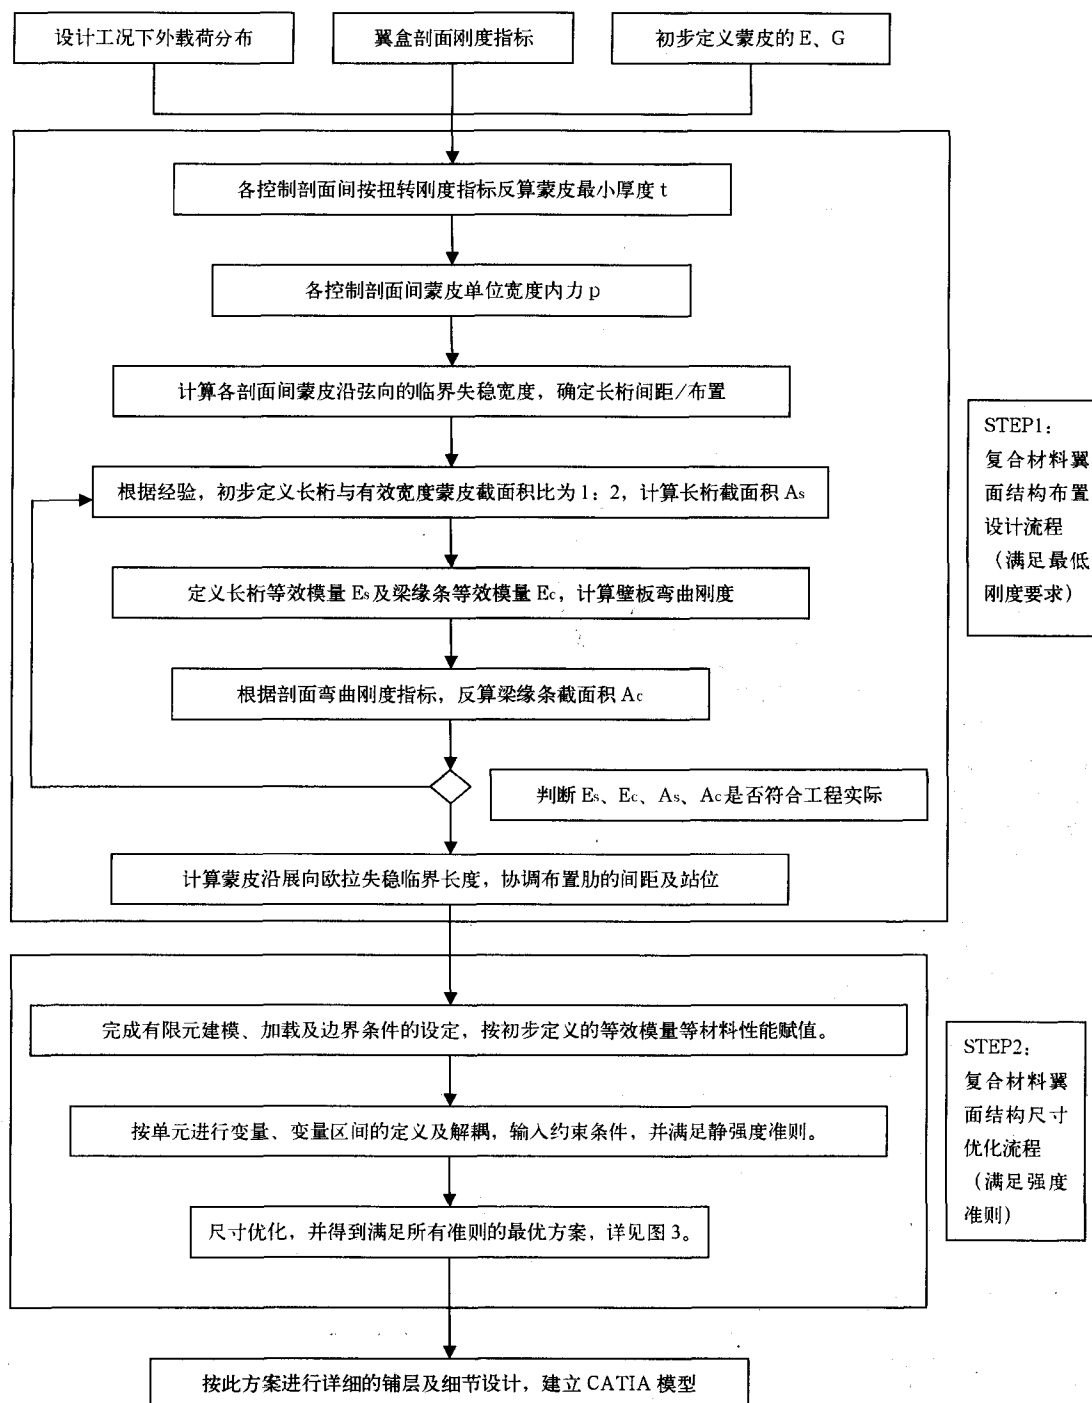 设计工况下外载荷分布
翼盒剖面刚度指标
初步定义蒙皮的 E、G
各控制剖面间按扭转刚度指标反算蒙皮最小厚度 t
各控制剖面间蒙皮单位宽度内力 p
计算各剖面间蒙皮沿弦向的临界失稳宽度，确定长桁间距/布置
根据经验，初步定义长桁与有效宽度蒙皮截面积比为 1：2，计算长桁截面积 As
定义长桁等效模量 Es 及梁缘条等效模量 Ec，计算壁板弯曲刚度
根据剖面弯曲刚度指标，反算梁缘条截面积 Ac
判断 Es、Ec、As、Ac 是否符合工程实际
计算蒙皮沿展向欧拉失稳临界长度，协调布置肋的间距及站位
STEP1：
复合材料翼
面结构布置
设计流程
（满足最低
刚度要求）
完成有限元建模、加载及边界条件的设定，按初步定义的等效模量等材料性能赋值。
按单元进行变量、变量区间的定义及解耦，输入约束条件，并满足静强度准则。
尺寸优化，并得到满足所有准则的最优方案，详见图 3。
STEP2：
复合材料翼
面结构尺寸
优化流程
（满足强度
准则）
按此方案进行详细的铺层及细节设计，建立 CATIA 模型